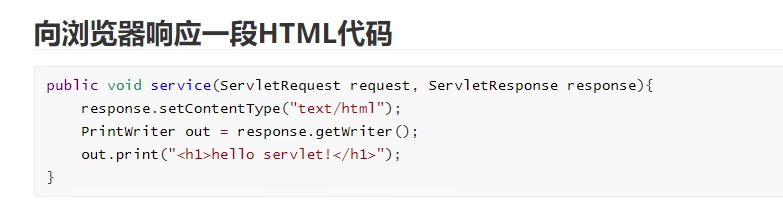 向浏览器响应一段HTML代码
public void service(ServletRequest request, ServletResponse response){
    response.setContentType("text/html");
    PrintWriter out = response.getWriter();
    out.print("<h1>hello servlet!</h1>");
}